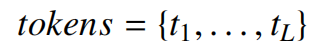 tokens = {t₁, . . . , t_L}